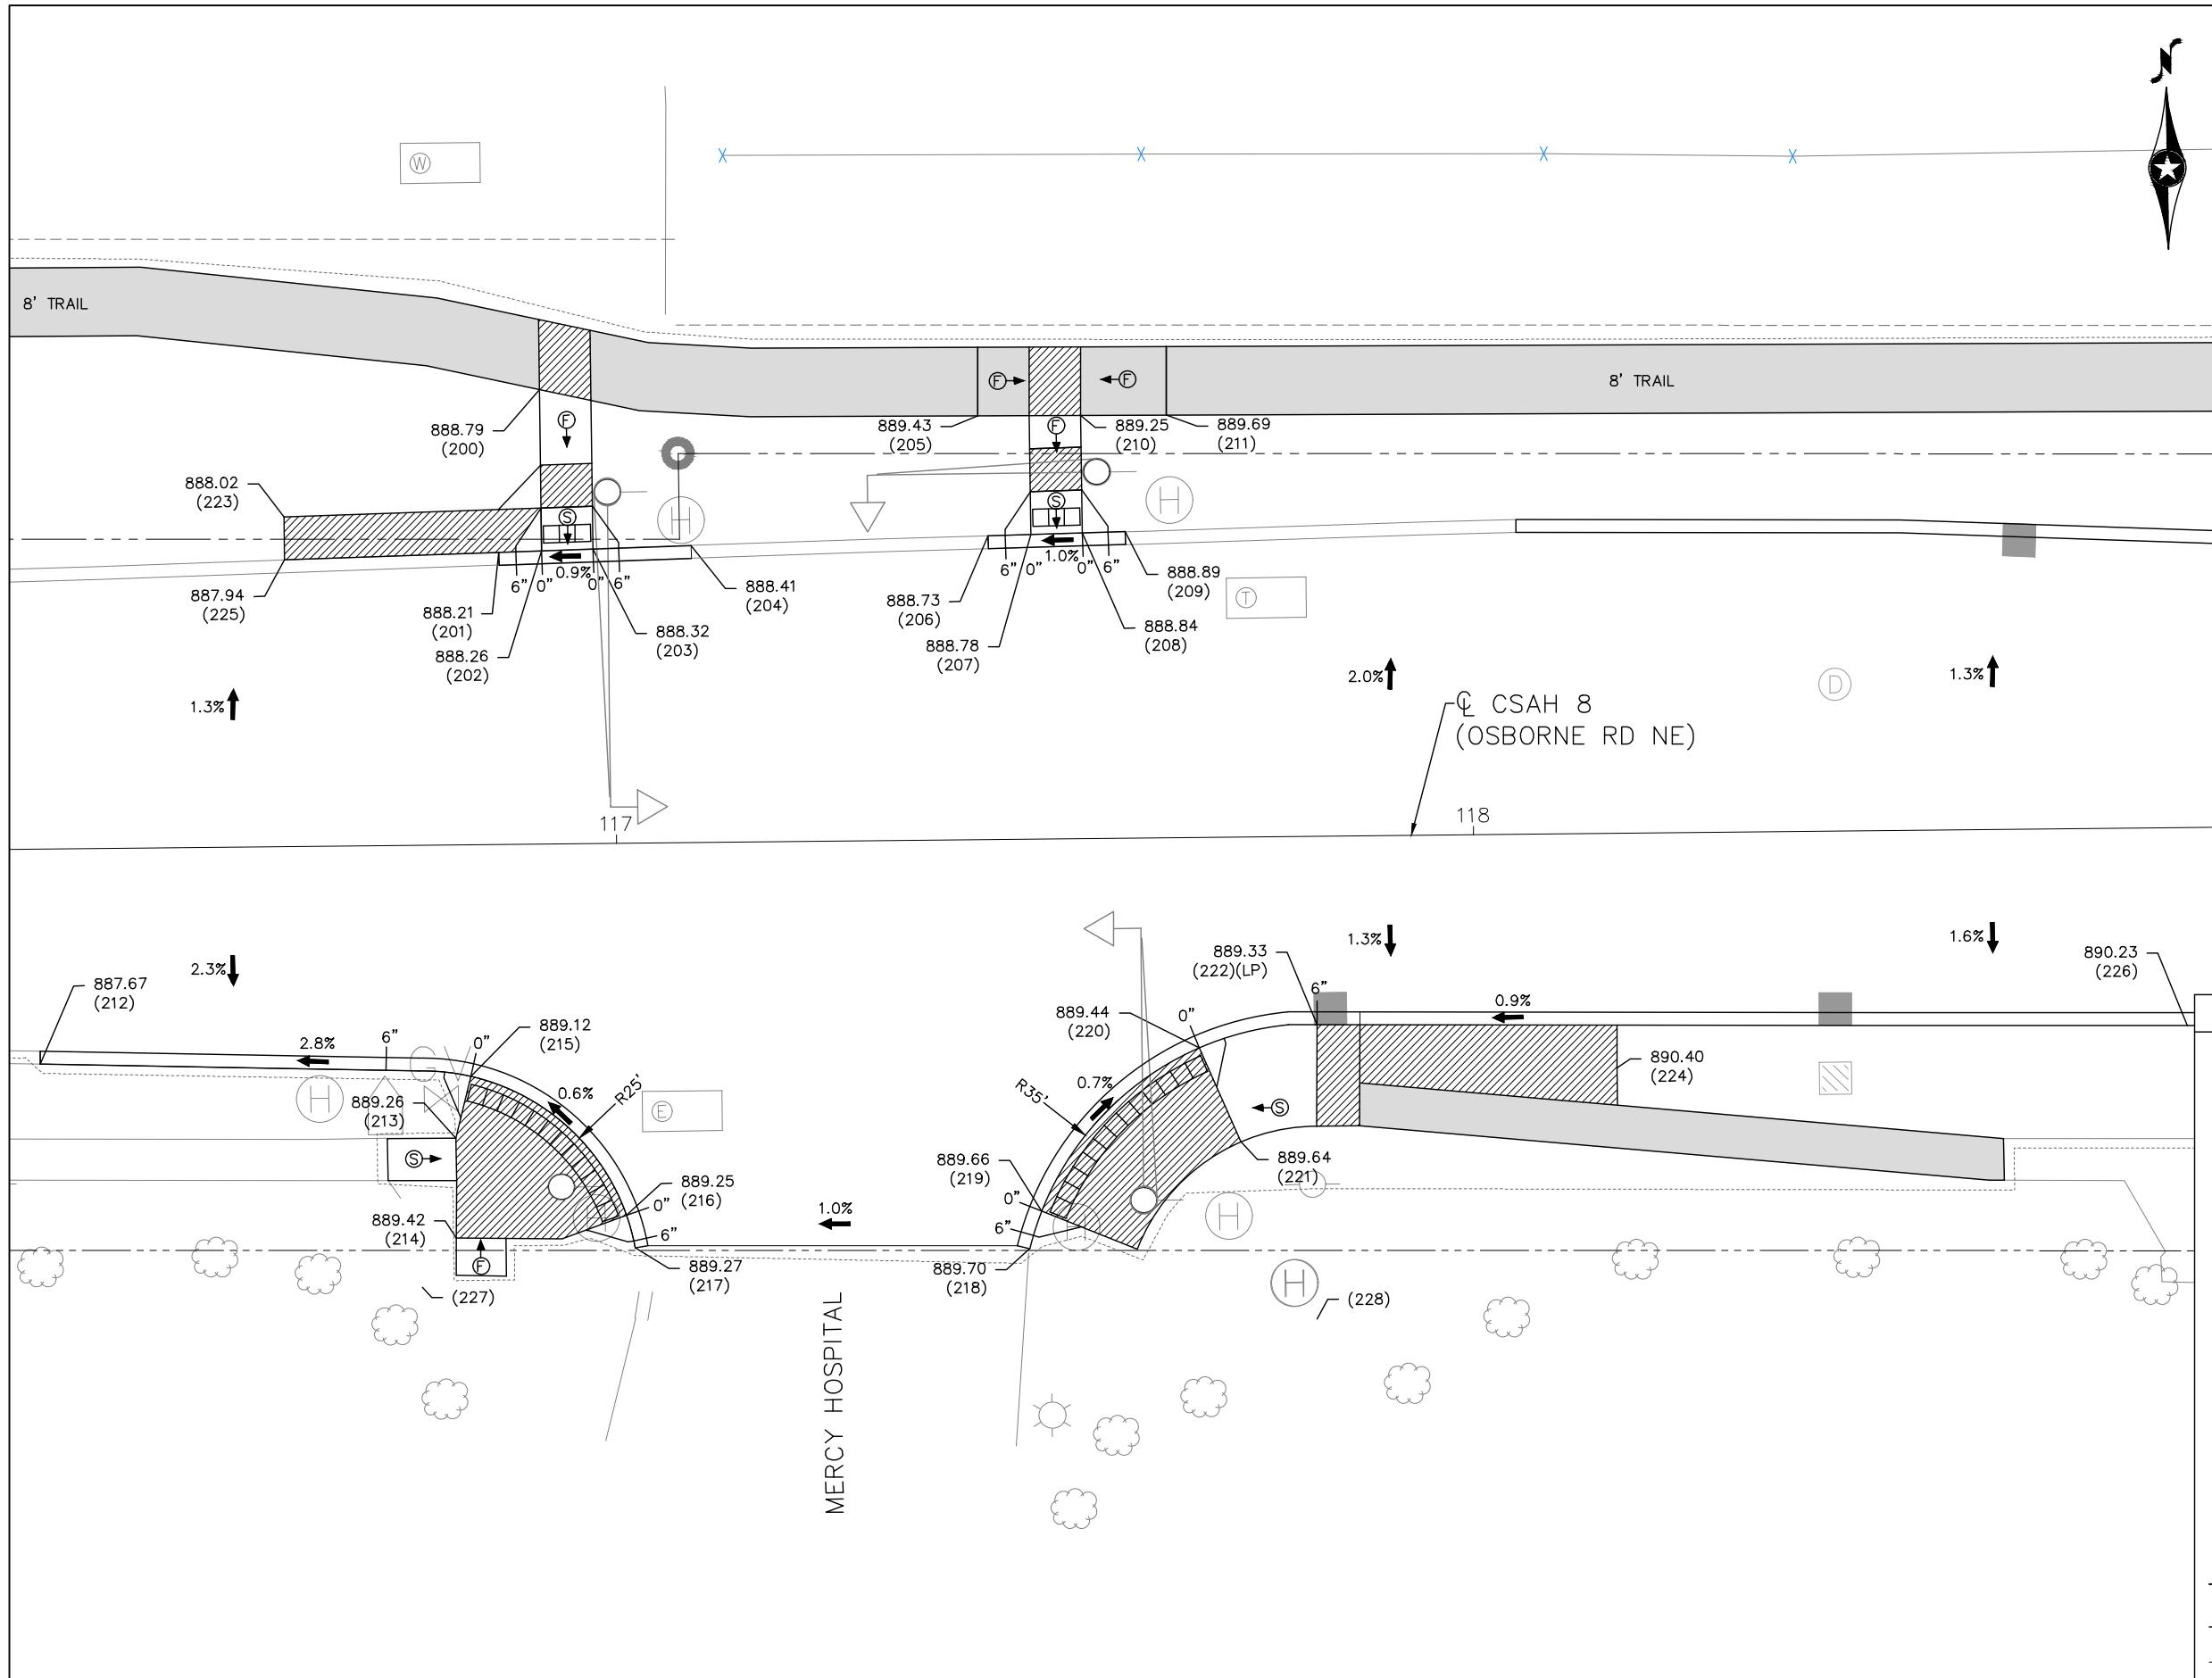 N
W
8' TRAIL
F
F
8' TRAIL
F
F
888.79
(200)
889.43
(205)
889.25
(210)
889.69
(211)
888.02
(223)
S
H
S
H
887.94
(225)
888.21
(201)
6"
0"
0.9%
0"
6"
888.41
(204)
888.73
(206)
6"
0"
1.0%
0"
6"
888.89
(209)
T
888.26
(202)
888.32
(203)
888.78
(207)
888.84
(208)
1.3%
2.0%
D
1.3%
℄ CSAH 8
(OSBORNE RD NE)
117
118
2.3%
1.3%
1.6%
889.33
(222)(LP)
890.23
(226)
887.67
(212)
6"
0.9%
889.44
(220)
0"
2.8%
6"
0"
889.12
(215)
G
H
0.6%
R25'
E
R35'
0.7%
890.40
(224)
889.26
(213)
S
S
889.66
(219)
889.64
(221)
889.25
(216)
0"
0"
1.0%
H
H
H
889.42
(214)
6"
6"
F
889.27
(217)
889.70
(218)
H
(227)
(228)
MERCY HOSPITAL